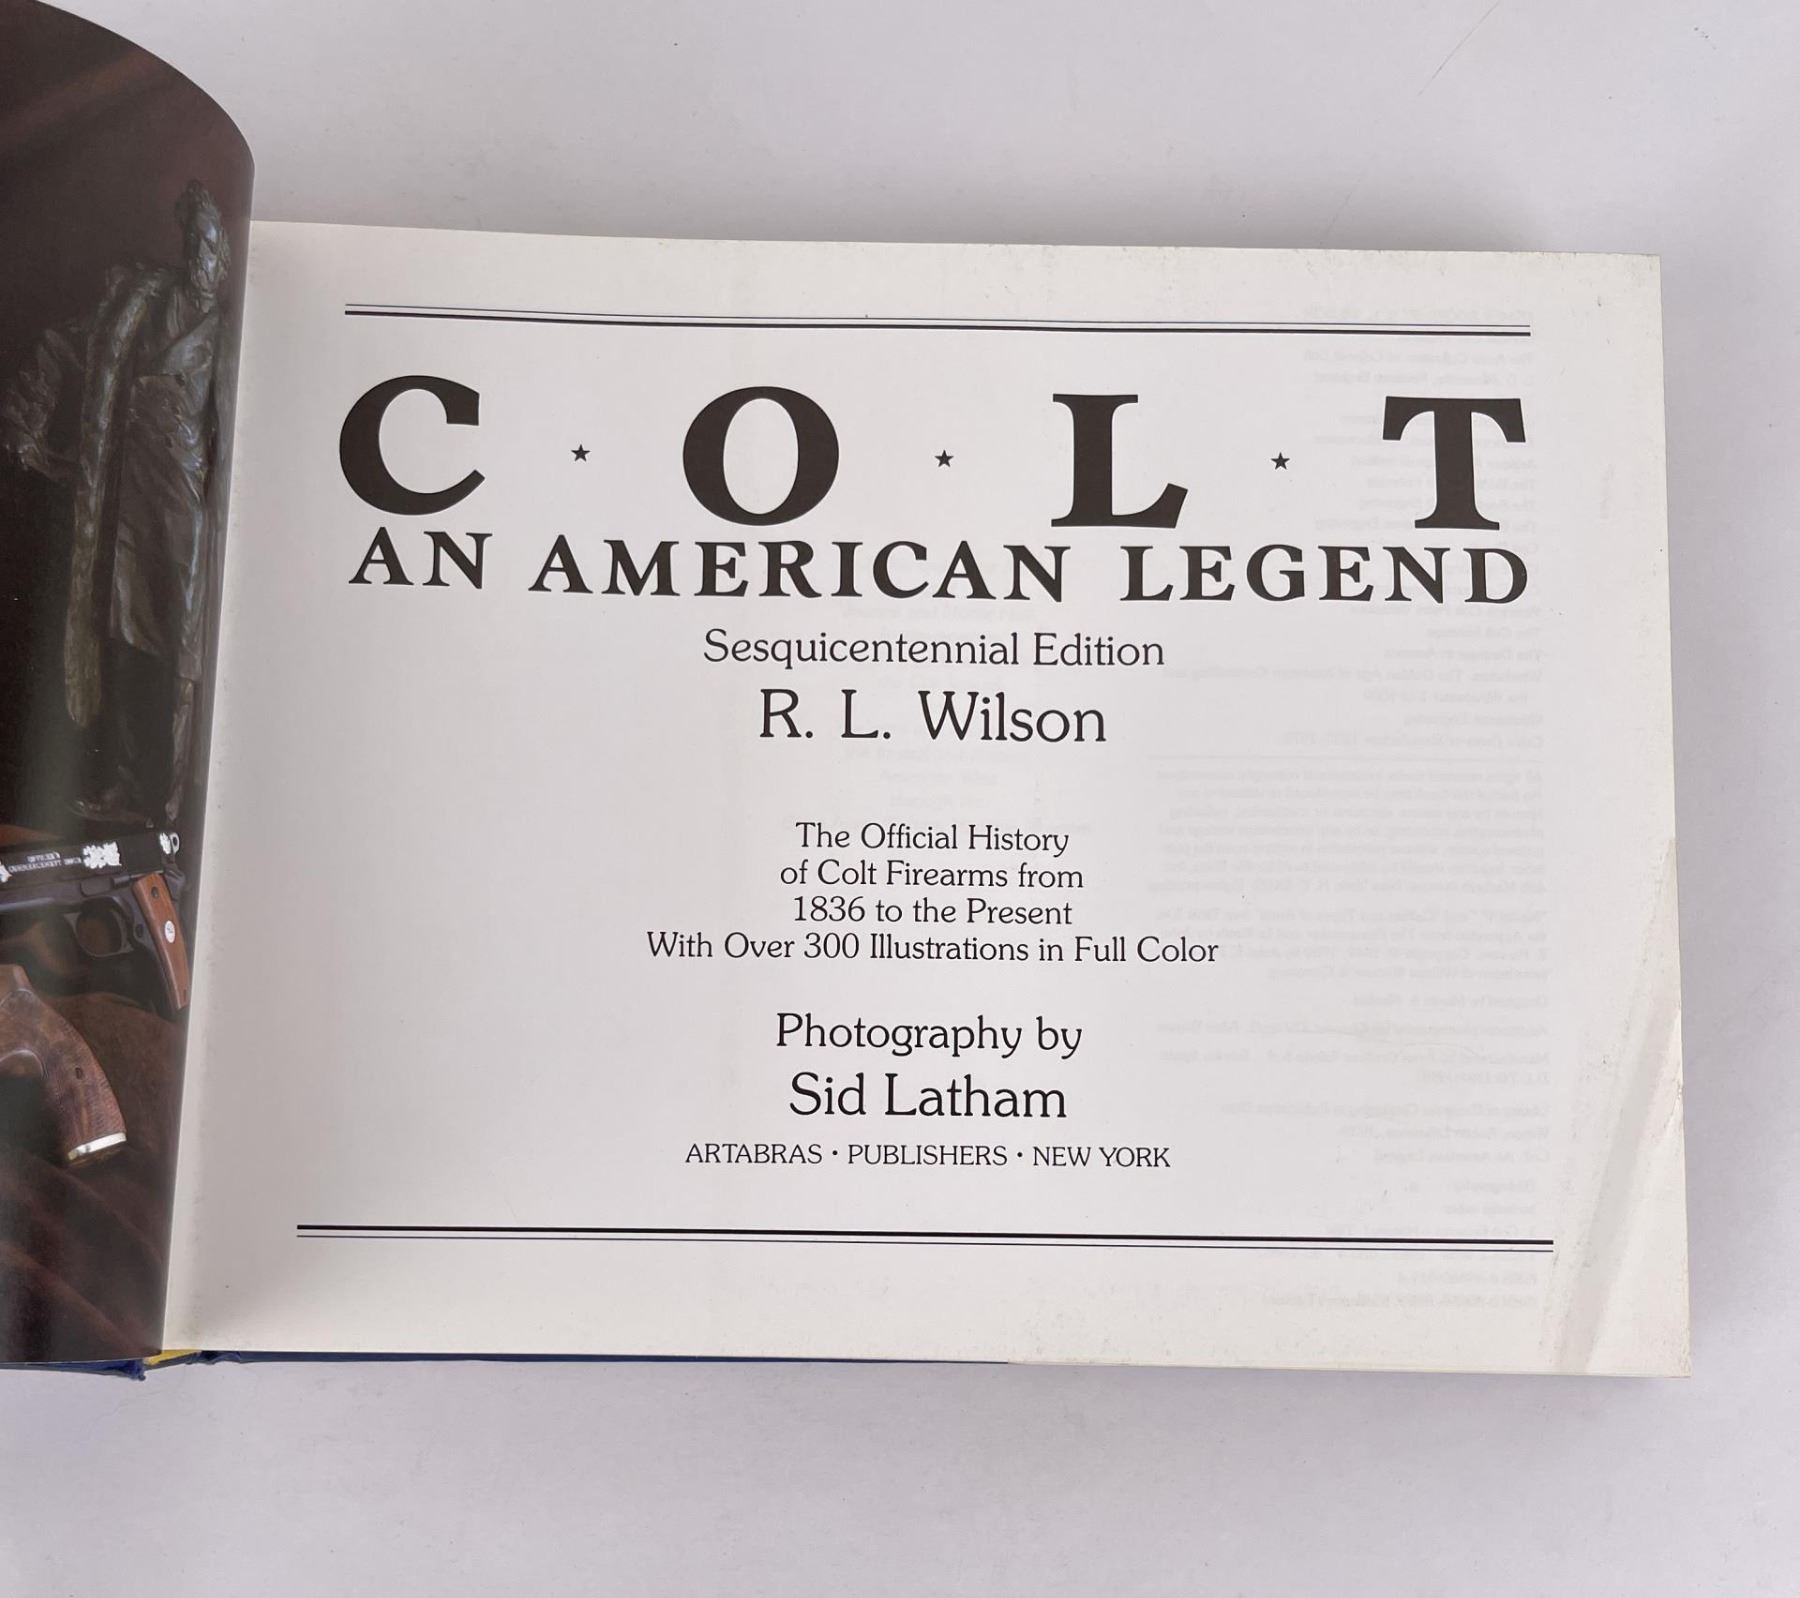 C ★ O ★ L ★ T
AN AMERICAN LEGEND
Sesquicentennial Edition
R. L. Wilson
The Official History
of Colt Firearms from
1836 to the Present
With Over 300 Illustrations in Full Color
Photography by
Sid Latham
ARTABRAS • PUBLISHERS • NEW YORK